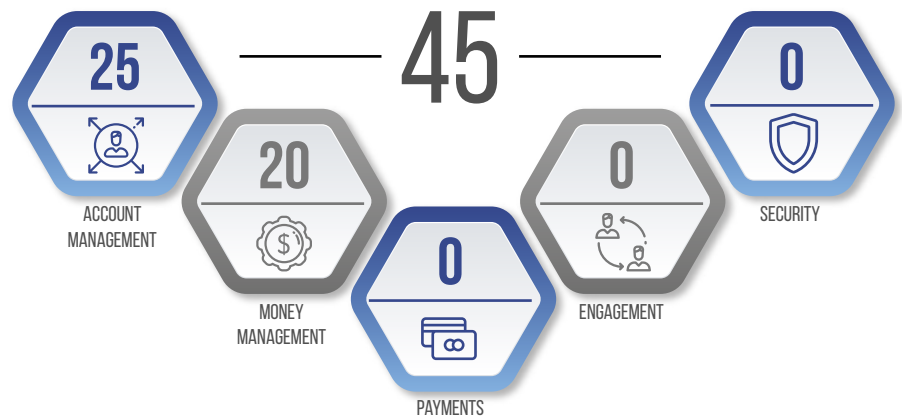 45
25
ACCOUNT
MANAGEMENT
20
$
MONEY
MANAGEMENT
0
PAYMENTS
0
ENGAGEMENT
0
SECURITY